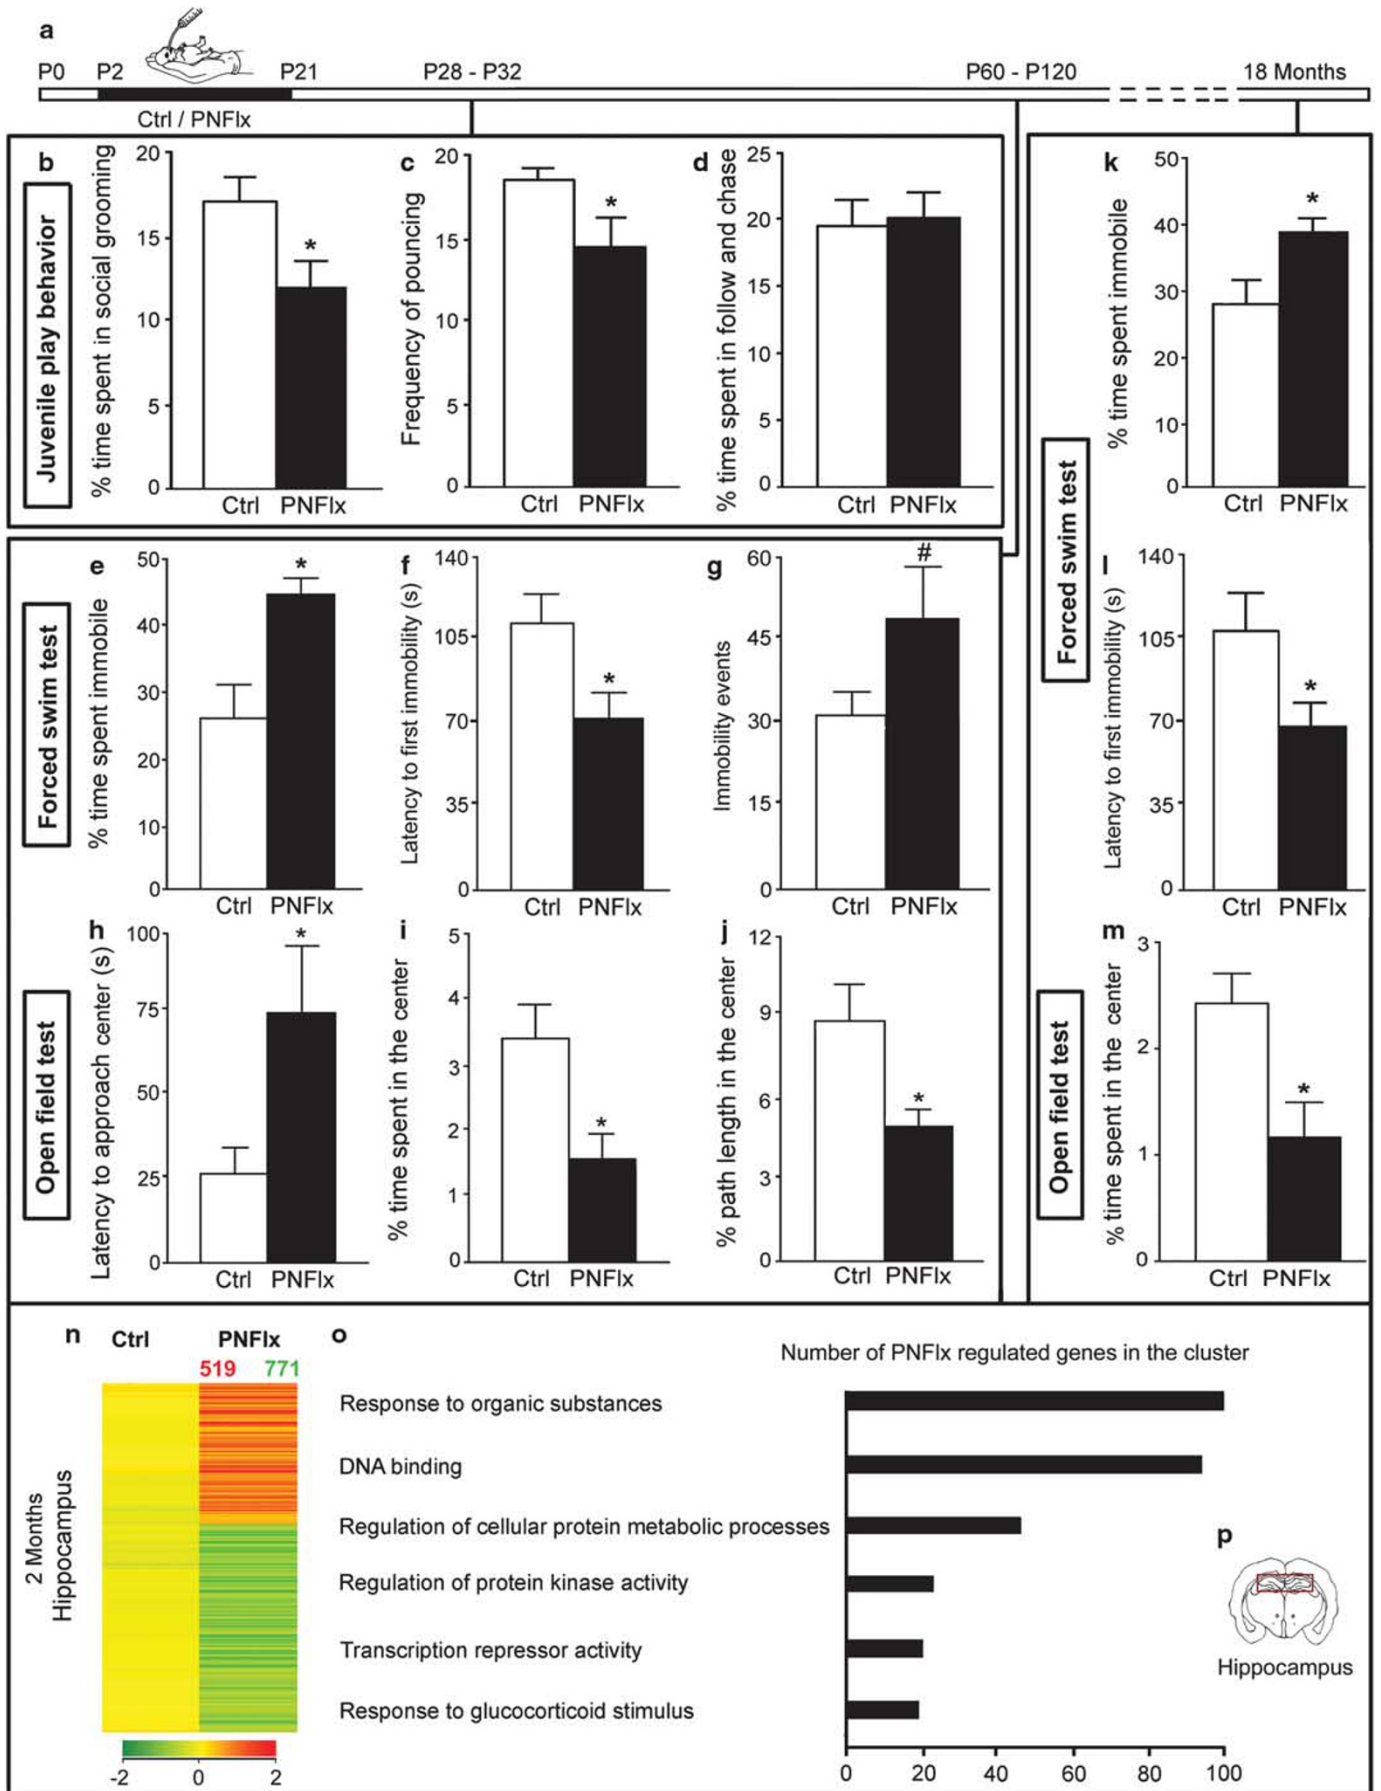 a
P0 P2 P21 P28 - P32 P60 - P120 18 Months
Ctrl / PNFlx
Juvenile play behavior
b
% time spent in social grooming
20
15
10
5
0
*
Ctrl PNFlx
c
Frequency of pouncing
20
15
10
5
0
*
Ctrl PNFlx
d
% time spent in follow and chase
25
20
15
10
5
0
Ctrl PNFlx
Forced swim test
e
% time spent immobile
50
40
30
20
10
0
*
Ctrl PNFlx
f
Latency to first immobility (s)
140
105
70
35
0
*
Ctrl PNFlx
g
Immobility events
60
45
30
15
0
#
Ctrl PNFlx
Open field test
h
Latency to approach center (s)
100
75
50
25
0
*
Ctrl PNFlx
i
% time spent in the center
5
4
3
2
1
0
*
Ctrl PNFlx
j
% path length in the center
12
9
6
3
0
*
Ctrl PNFlx
Forced swim test
k
% time spent immobile
50
40
30
20
10
0
*
Ctrl PNFlx
l
Latency to first immobility (s)
140
105
70
35
0
*
Ctrl PNFlx
Open field test
m
% time spent in the center
3
2
1
0
*
Ctrl PNFlx
n
Ctrl PNFlx
519 771
2 Months
Hippocampus
-2 0 2
o
Number of PNFlx regulated genes in the cluster
Response to organic substances
DNA binding
Regulation of cellular protein metabolic processes
Regulation of protein kinase activity
Transcription repressor activity
Response to glucocorticoid stimulus
0 20 40 60 80 100
p
Hippocampus